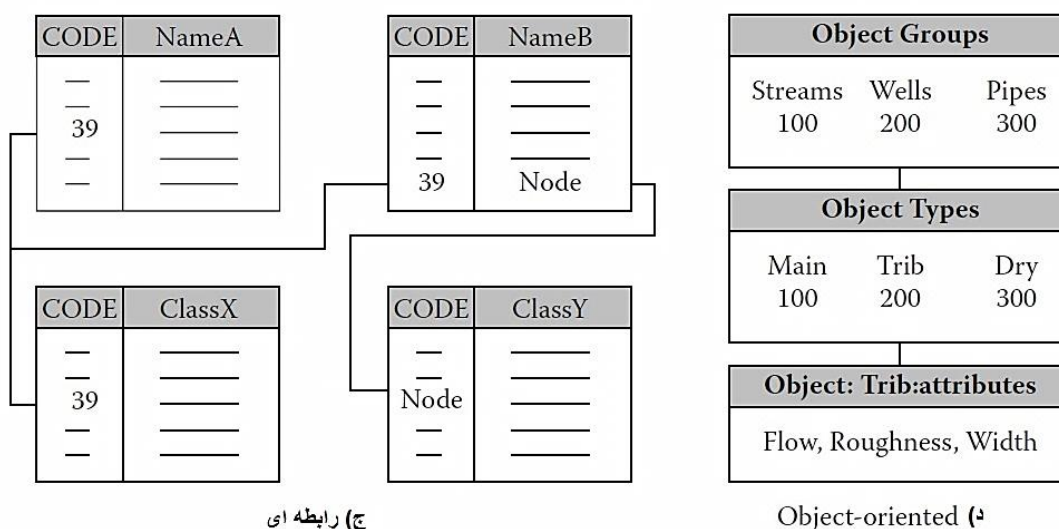 CODE NameA
39
CODE NameB
39 Node
CODE ClassX
39
CODE ClassY
Node
ج) رابطه ای
Object Groups
Streams Wells Pipes
100 200 300
Object Types
Main Trib Dry
100 200 300
Object: Trib:attributes
Flow, Roughness, Width
د) Object-oriented